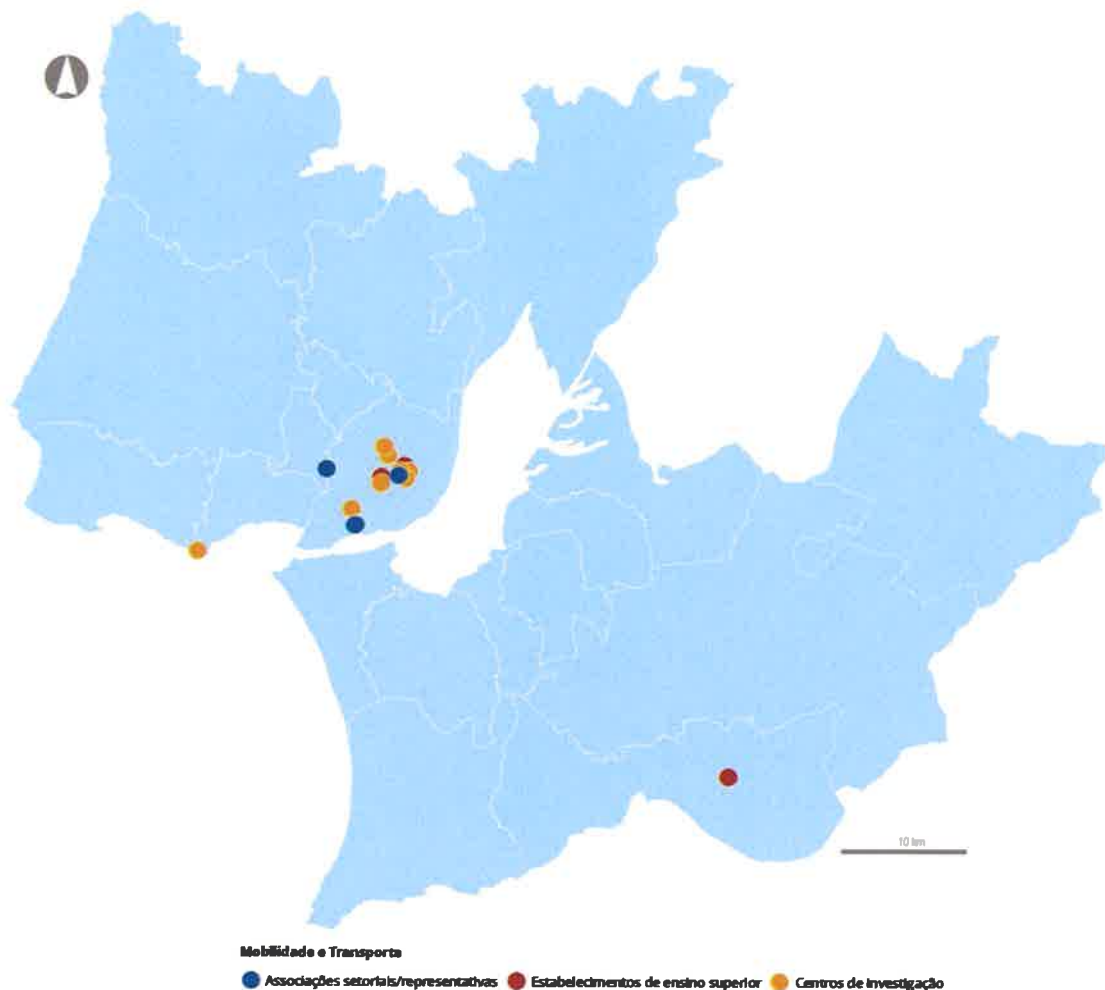 10 km
Mobilidade e Transporte
Associações setoriais/representativas Estabelecimentos de ensino superior Centros de investigação